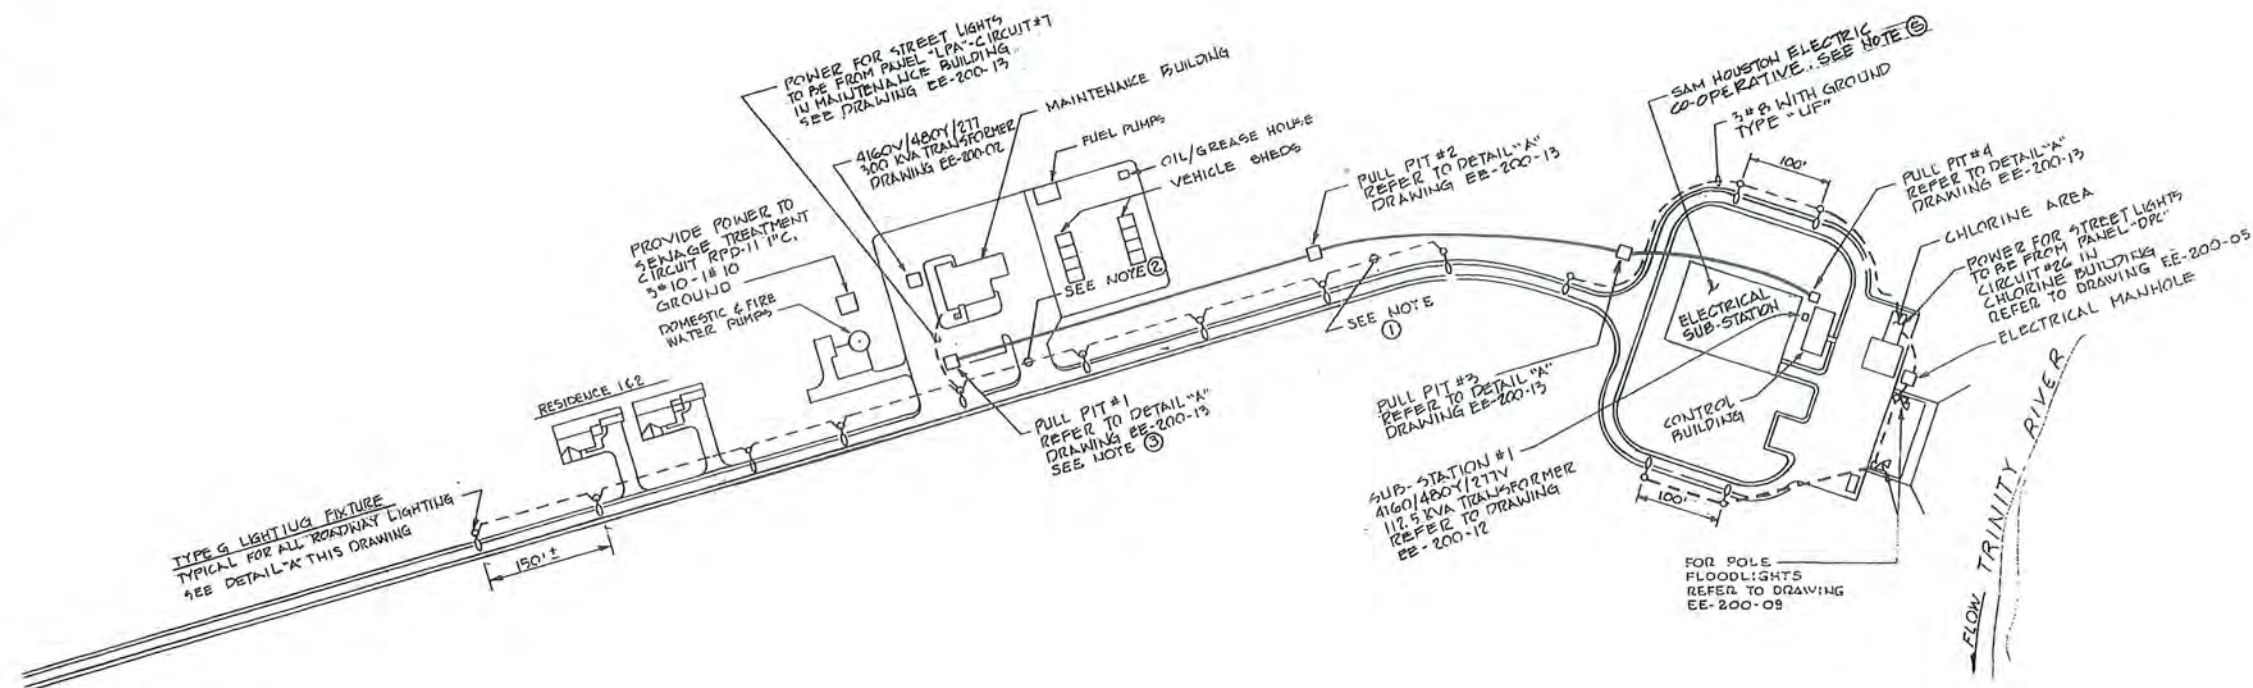 POWER FOR STREET LIGHTS
TO BE FROM PANEL "LPA"-CIRCUIT #7
IN MAINTENANCE BUILDING
SEE DRAWING EE-200-13
4160V/480Y/277
300 KVA TRANSFORMER
DRAWING EE-200-02
MAINTENANCE BUILDING
FUEL PUMPS
OIL/GREASE HOUSE
VEHICLE SHEDS
PROVIDE POWER TO
SEWAGE TREATMENT
CIRCUIT RPD-11 1"C.
3#10-1#10
GROUND
DOMESTIC & FIRE
WATER PUMPS
RESIDENCE 1&2
SEE NOTE ②
PULL PIT #2
REFER TO DETAIL "A"
DRAWING EE-200-13
SAM HOUSTON ELECTRIC
CO-OPERATIVE. SEE NOTE ⑤
3#8 WITH GROUND
TYPE "UF"
100'
PULL PIT #4
REFER TO DETAIL "A"
DRAWING EE-200-13
CHLORINE AREA
POWER FOR STREET LIGHTS
TO BE FROM PANEL "DPC"
CIRCUIT #26 IN
CHLORINE BUILDING
REFER TO DRAWING EE-200-05
ELECTRICAL MANHOLE
SEE NOTE
①
ELECTRICAL
SUB-STATION
CONTROL
BUILDING
PULL PIT #1
REFER TO DETAIL "A"
DRAWING EE-200-13
SEE NOTE ③
PULL PIT #3
REFER TO DETAIL "A"
DRAWING EE-200-13
SUB-STATION #1
4160/480Y/277V
112.5 KVA TRANSFORMER
REFER TO DRAWING
EE-200-12
100'
TYPE G LIGHTIUG FIXTURE
TYPICAL FOR ALL ROADWAY LIGHTING
SEE DETAIL "A" THIS DRAWING
150'±
FOR POLE
FLOODLIGHTS
REFER TO DRAWING
EE-200-09
FLOW TRINITY RIVER